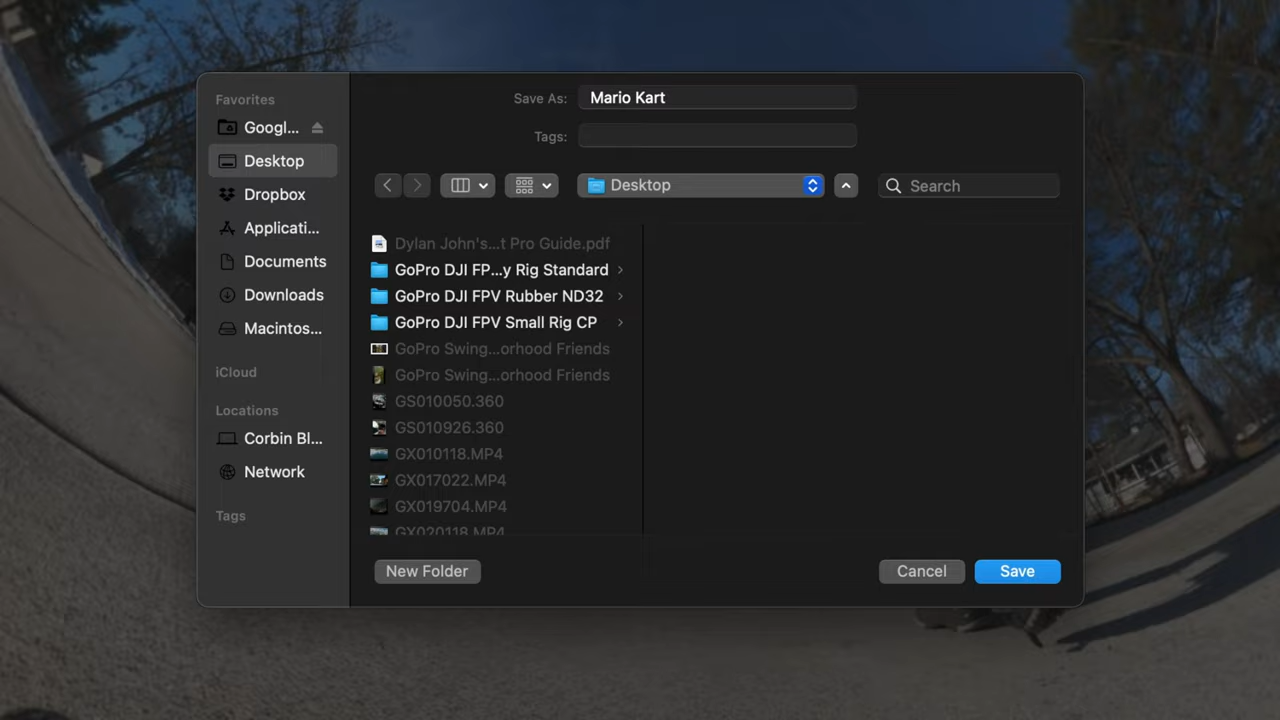 Favorites
Googl...
Desktop
Dropbox
Applicati...
Documents
Downloads
Macintos...
iCloud
Locations
Corbin Bl...
Network
Tags
Save As: Mario Kart
Tags:
Desktop
Search
Dylan John's...t Pro Guide.pdf
GoPro DJI FP...y Rig Standard
GoPro DJI FPV Rubber ND32
GoPro DJI FPV Small Rig CP
GoPro Swing...orhood Friends
GoPro Swing...orhood Friends
GS010050.360
GS010926.360
GX010118.MP4
GX017022.MP4
GX019704.MP4
GX020118.MP4
New Folder
Cancel
Save